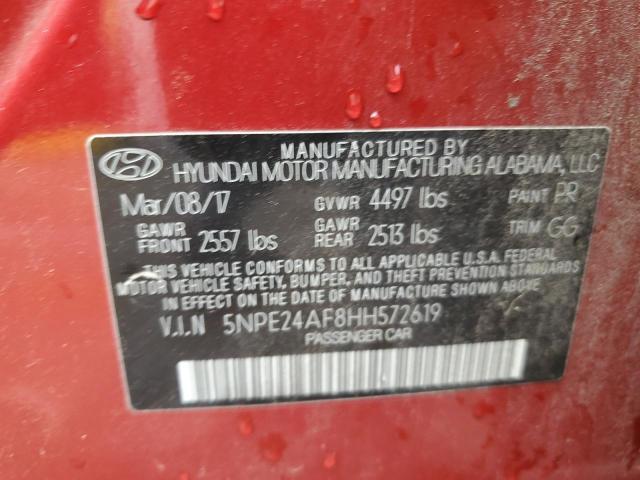 MANUFACTURED BY
HYUNDAI MOTOR MANUFACTURING ALABAMA, LLC
Mar/08/17 GVWR 4497 lbs PAINT PR
GAWR FRONT 2557 lbs GAWR REAR 2513 lbs TRIM GG
THIS VEHICLE CONFORMS TO ALL APPLICABLE U.S.A. FEDERAL
MOTOR VEHICLE SAFETY, BUMPER, AND THEFT PREVENTION STANDARDS
IN EFFECT ON THE DATE OF MANUFACTURE SHOWN ABOVE
V.I.N 5NPE24AF8HH572619
PASSENGER CAR